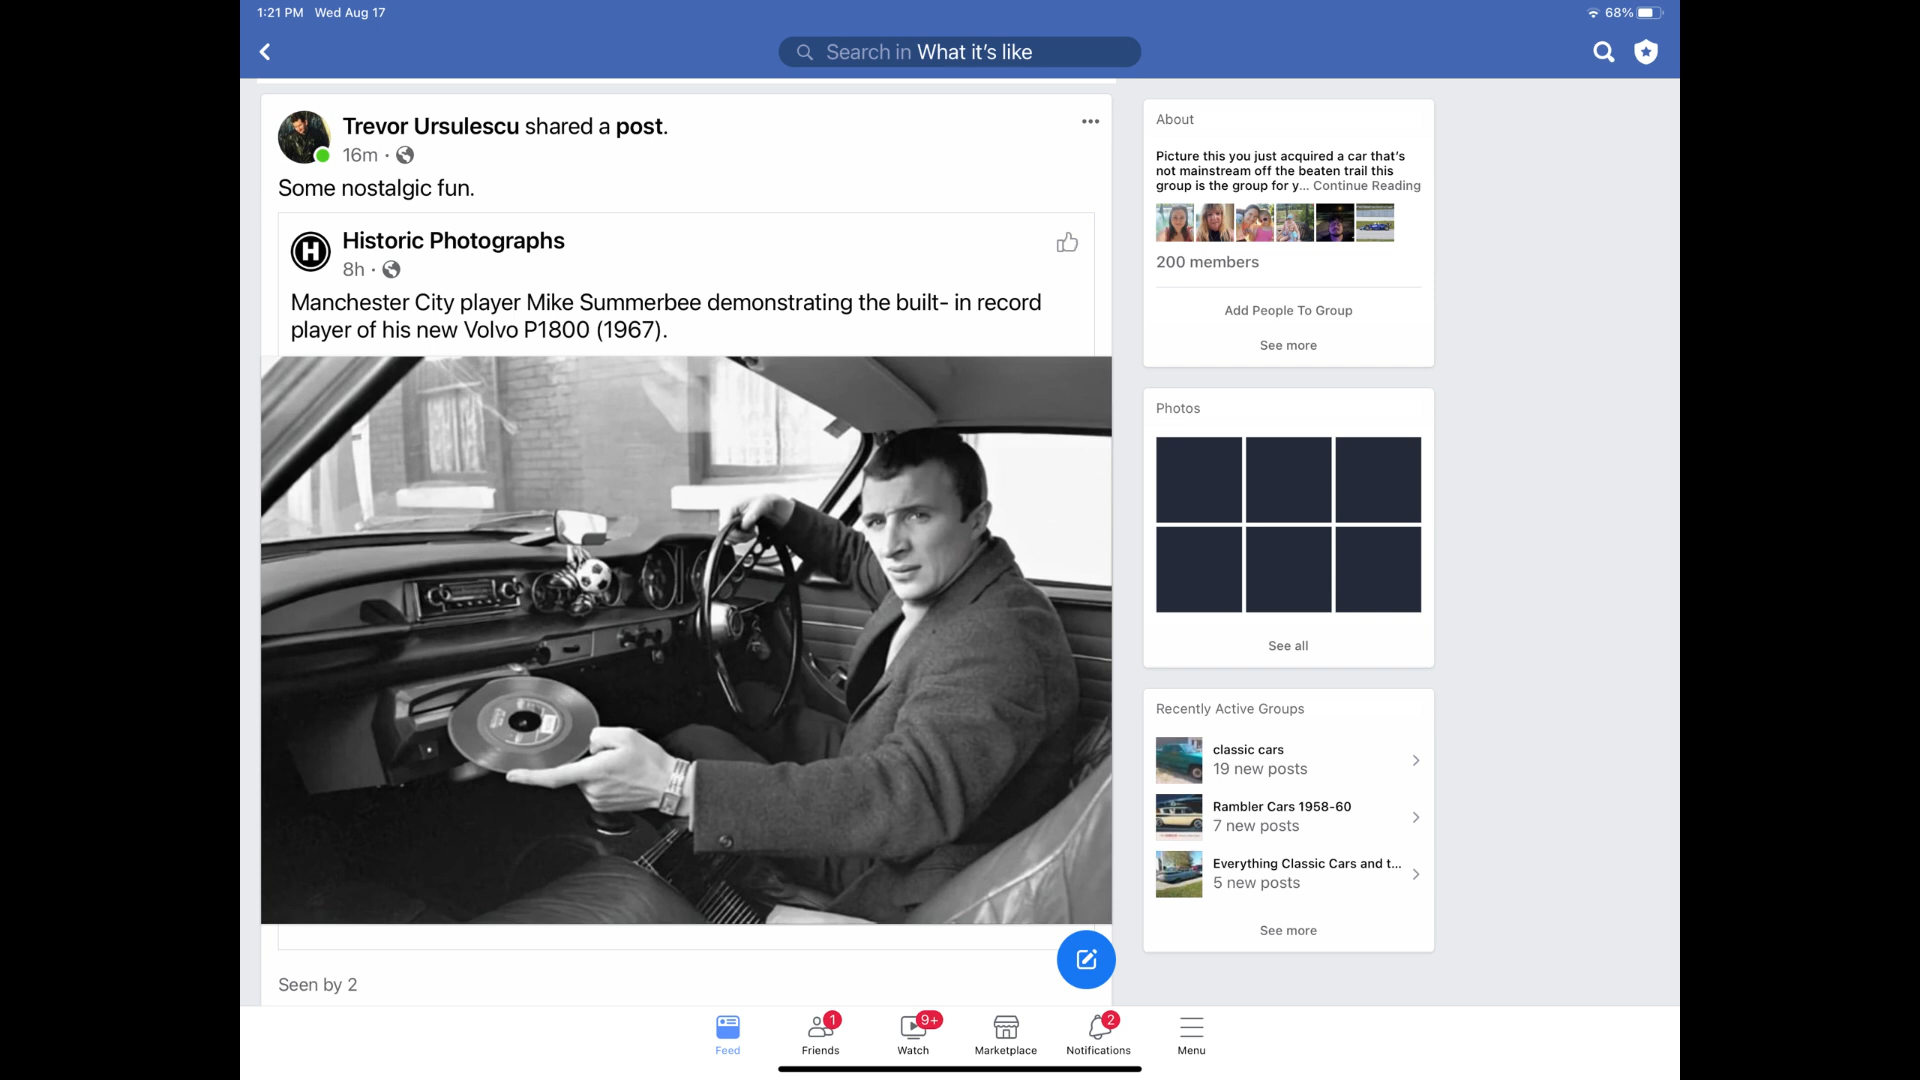 1:21 PM Wed Aug 17
68%
Search in What it's like
Trevor Ursulescu shared a post.
16m ·
Some nostalgic fun.
H
Historic Photographs
8h ·
Manchester City player Mike Summerbee demonstrating the built- in record
player of his new Volvo P1800 (1967).
Seen by 2
About
Picture this you just acquired a car that's
not mainstream off the beaten trail this
group is the group for y... Continue Reading
200 members
Add People To Group
See more
Photos
See all
Recently Active Groups
classic cars
19 new posts
Rambler Cars 1958-60
7 new posts
Everything Classic Cars and t...
5 new posts
See more
1
9+
2
Feed Friends Watch Marketplace Notifications Menu